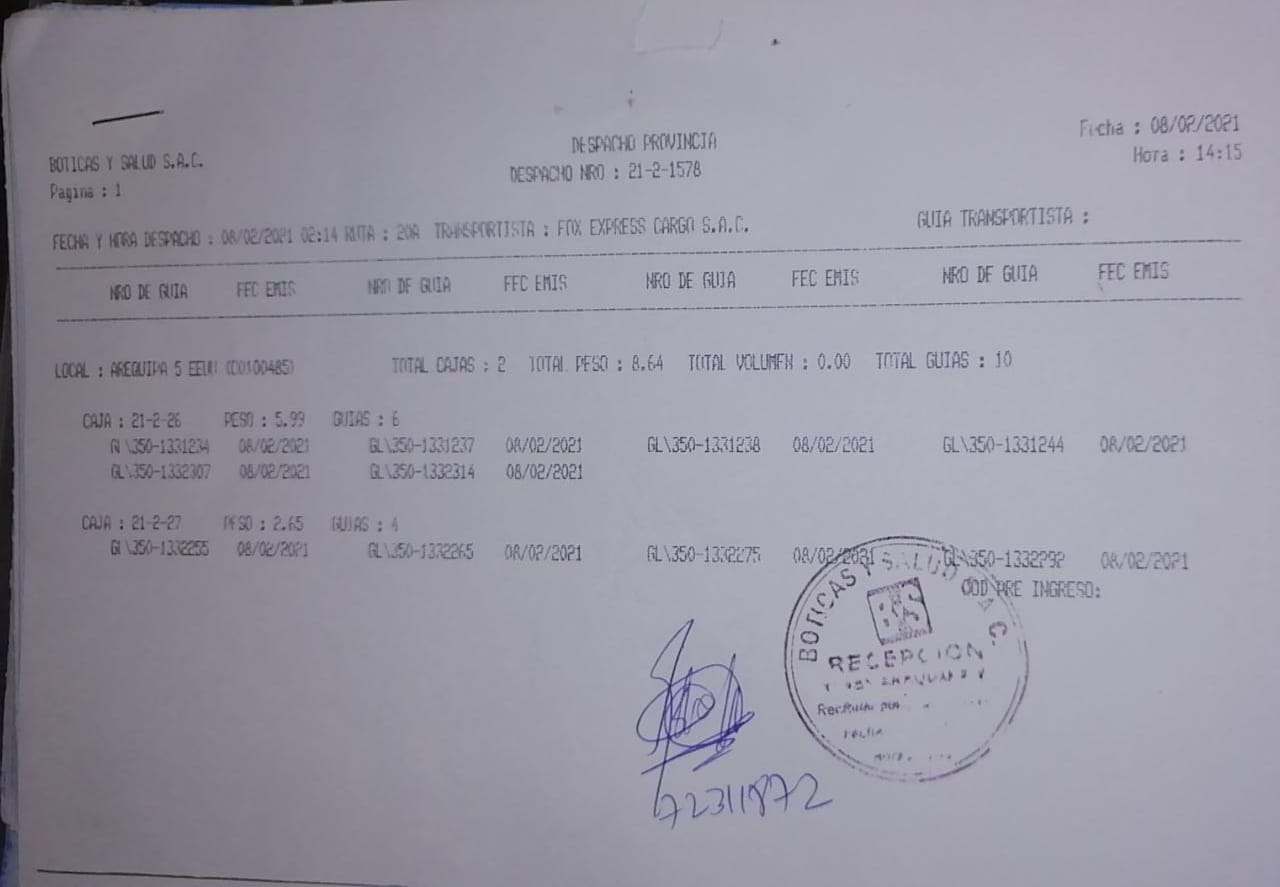 Fecha : 08/02/2021
DESPACHO PROVINCIA
BOTICAS Y SALUD S.A.C.
Hora : 14:15
DESPACHO NRO : 21-2-1578
Pagina : 1
GUIA TRANSPORTISTA :
FECHA Y HORA DESPACHO : 08/02/2021 02:14 RUTA : 20A TRANSPORTISTA : FOX EXPRESS CARGO S.A.C.
NRO DE GUIA FEC EMIS NRO DE GUIA FEC EMIS NRO DE GUIA FEC EMIS NRO DE GUIA FEC EMIS
LOCAL : AREQUIPA 5 EEUU (C0100485) TOTAL CAJAS : 2 TOTAL PESO : 8.64 TOTAL VOLUMEN : 0.00 TOTAL GUIAS : 10
CAJA : 21-2-26 PESO : 5.99 GUIAS : 6
GL\350-1331234 08/02/2021 GL\350-1331237 08/02/2021 GL\350-1331238 08/02/2021 GL\350-1331244 08/02/2021
GL\350-1332307 08/02/2021 GL\350-1332314 08/02/2021
CAJA : 21-2-27 PESO : 2.65 GUIAS : 4
GL\350-1332255 08/02/2021 GL\350-1332265 08/02/2021 GL\350-1332275 08/02/2021 GL\350-1332292 08/02/2021
COD ARE INGRESO:
BOTICAS Y SALUD S.A.C.
BS
RECEPCION
Recibido por
Fecha
72311872